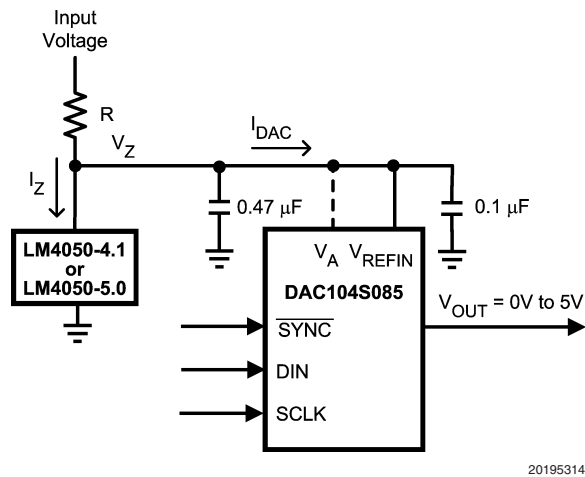 Input
Voltage
R
V_Z
I_DAC
I_Z
0.47 μF
0.1 μF
LM4050-4.1
or
LM4050-5.0
V_A V_REFIN
DAC104S085
V_OUT = 0V to 5V
SYNC
DIN
SCLK
20195314